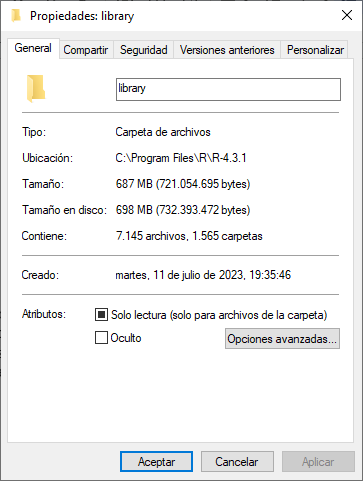 Propiedades: library
General Compartir Seguridad Versiones anteriores Personalizar
library
Tipo: Carpeta de archivos
Ubicación: C:\Program Files\R\R-4.3.1
Tamaño: 687 MB (721.054.695 bytes)
Tamaño en disco: 698 MB (732.393.472 bytes)
Contiene: 7.145 archivos, 1.565 carpetas
Creado: martes, 11 de julio de 2023, 19:35:46
Atributos: Solo lectura (solo para archivos de la carpeta)
Oculto Opciones avanzadas...
Aceptar Cancelar Aplicar